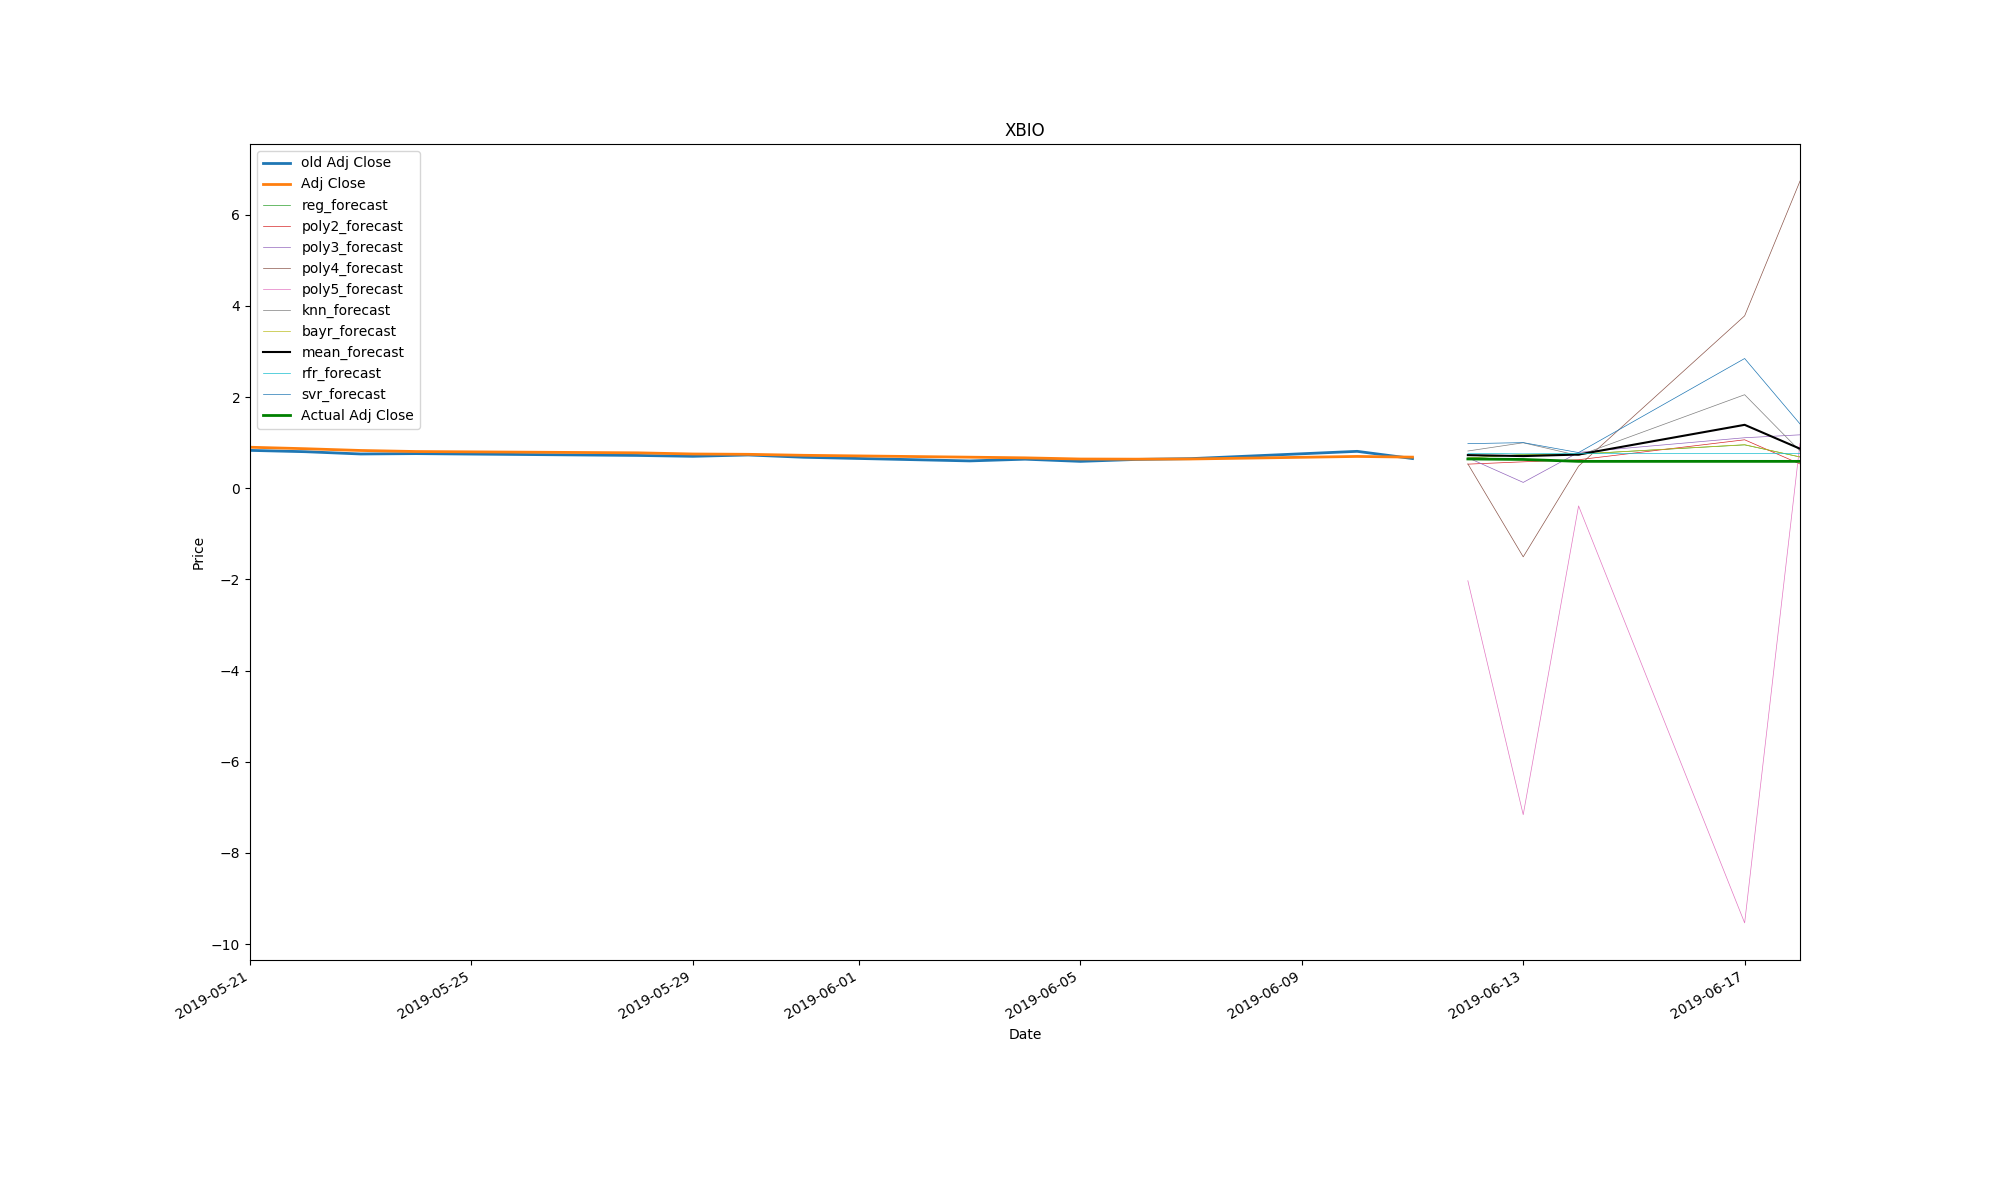 XBIO
old Adj Close
Adj Close
reg_forecast
poly2_forecast
poly3_forecast
poly4_forecast
poly5_forecast
knn_forecast
bayr_forecast
mean_forecast
rfr_forecast
svr_forecast
Actual Adj Close
6
4
2
0
−2
−4
−6
−8
−10
Price
2019-05-21
2019-05-25
2019-05-29
2019-06-01
2019-06-05
2019-06-09
2019-06-13
2019-06-17
Date